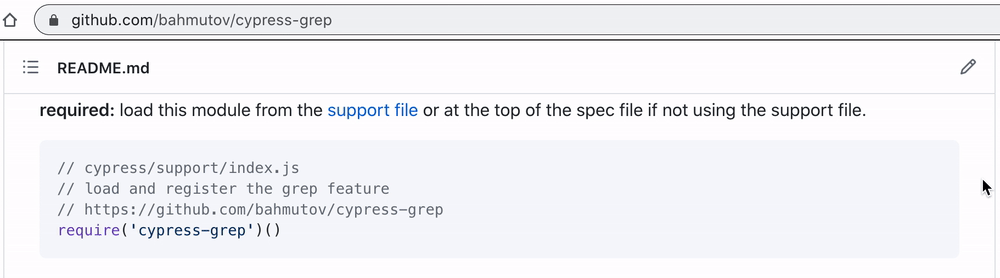 github.com/bahmutov/cypress-grep
README.md
required: load this module from the support file or at the top of the spec file if not using the support file.
// cypress/support/index.js
// load and register the grep feature
// https://github.com/bahmutov/cypress-grep
require('cypress-grep')()